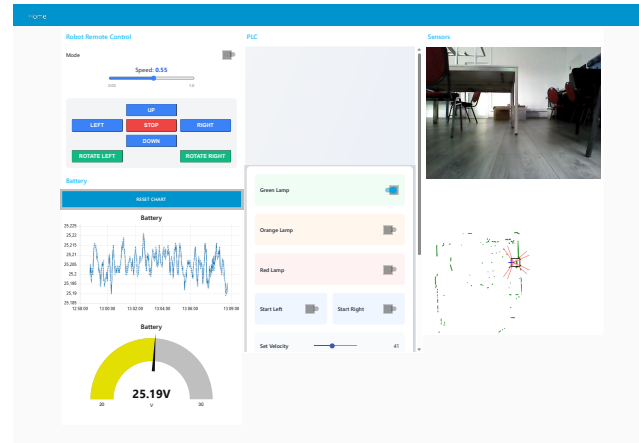 Home
Robot Remote Control
Mode
Speed: 0.55
1.0
UP
LEFT
STOP
RIGHT
DOWN
ROTATE LEFT
ROTATE RIGHT
Battery
RESET CHART
Battery
25,225
25,22
25,215
25,21
25,205
25,2
25,195
25,19
25,185
12:58:00
13:00:00
13:02:00
13:04:00
13:06:00
13:09:00
Battery
25.19V
20
V
30
PLC
Green Lamp
Orange Lamp
Red Lamp
Start Left
Start Right
Set Velocity
41
Sensors